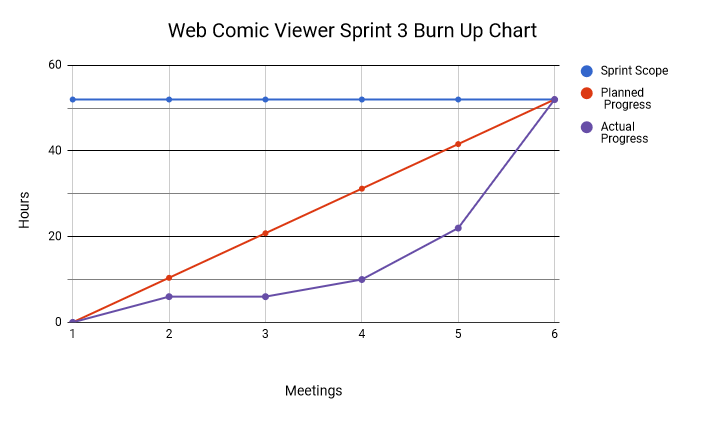 Web Comic Viewer Sprint 3 Burn Up Chart
60
40
20
0
Hours
1 2 3 4 5 6
Meetings
Sprint Scope
Planned
Progress
Actual
Progress